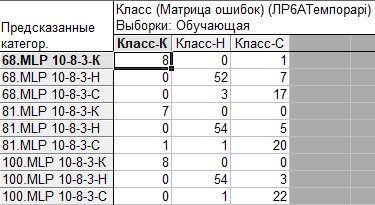 Класс (Матрица ошибок) (ЛР6АТемпорарі)
Выборки: Обучающая
Предсказанные категор. Класс-К Класс-Н Класс-С
68.MLP 10-8-3-К 8 0 1
68.MLP 10-8-3-Н 0 52 7
68.MLP 10-8-3-С 0 3 17
81.MLP 10-8-3-К 7 0 0
81.MLP 10-8-3-Н 0 54 5
81.MLP 10-8-3-С 1 1 20
100.MLP 10-8-3-К 8 0 0
100.MLP 10-8-3-Н 0 54 3
100.MLP 10-8-3-С 0 1 22